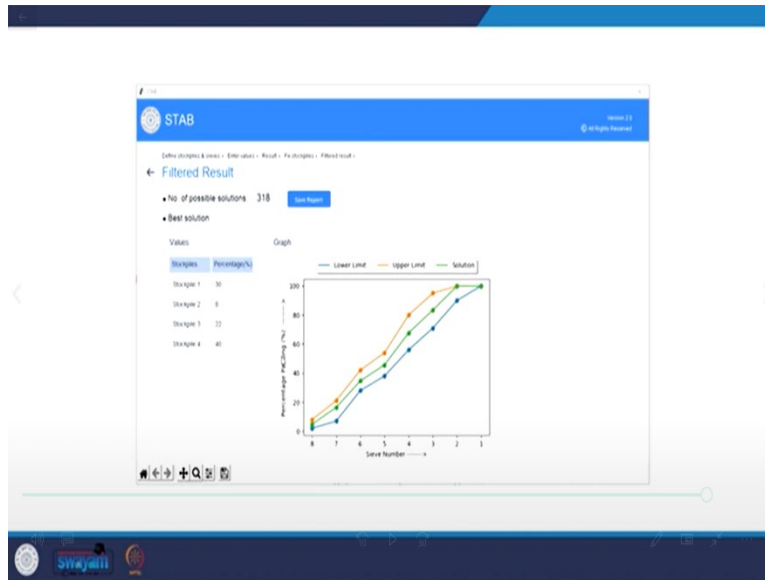 STAB
Version 2.0
© All Rights Reserved
Define stockpiles & sieves > Enter values > Result > Fix stockpiles > Filtered result >
← Filtered Result
• No of possible solutions 318 Save Report
• Best solution
Values Graph
Stockpiles Percentage(%)
Stockpile 1 30
Stockpile 2 8
Stockpile 3 22
Stockpile 4 40
Lower Limit Upper Limit Solution
100
80
60
40
20
0
Percentage Passing (%)
8 7 6 5 4 3 2 1
Sieve Number
swayam